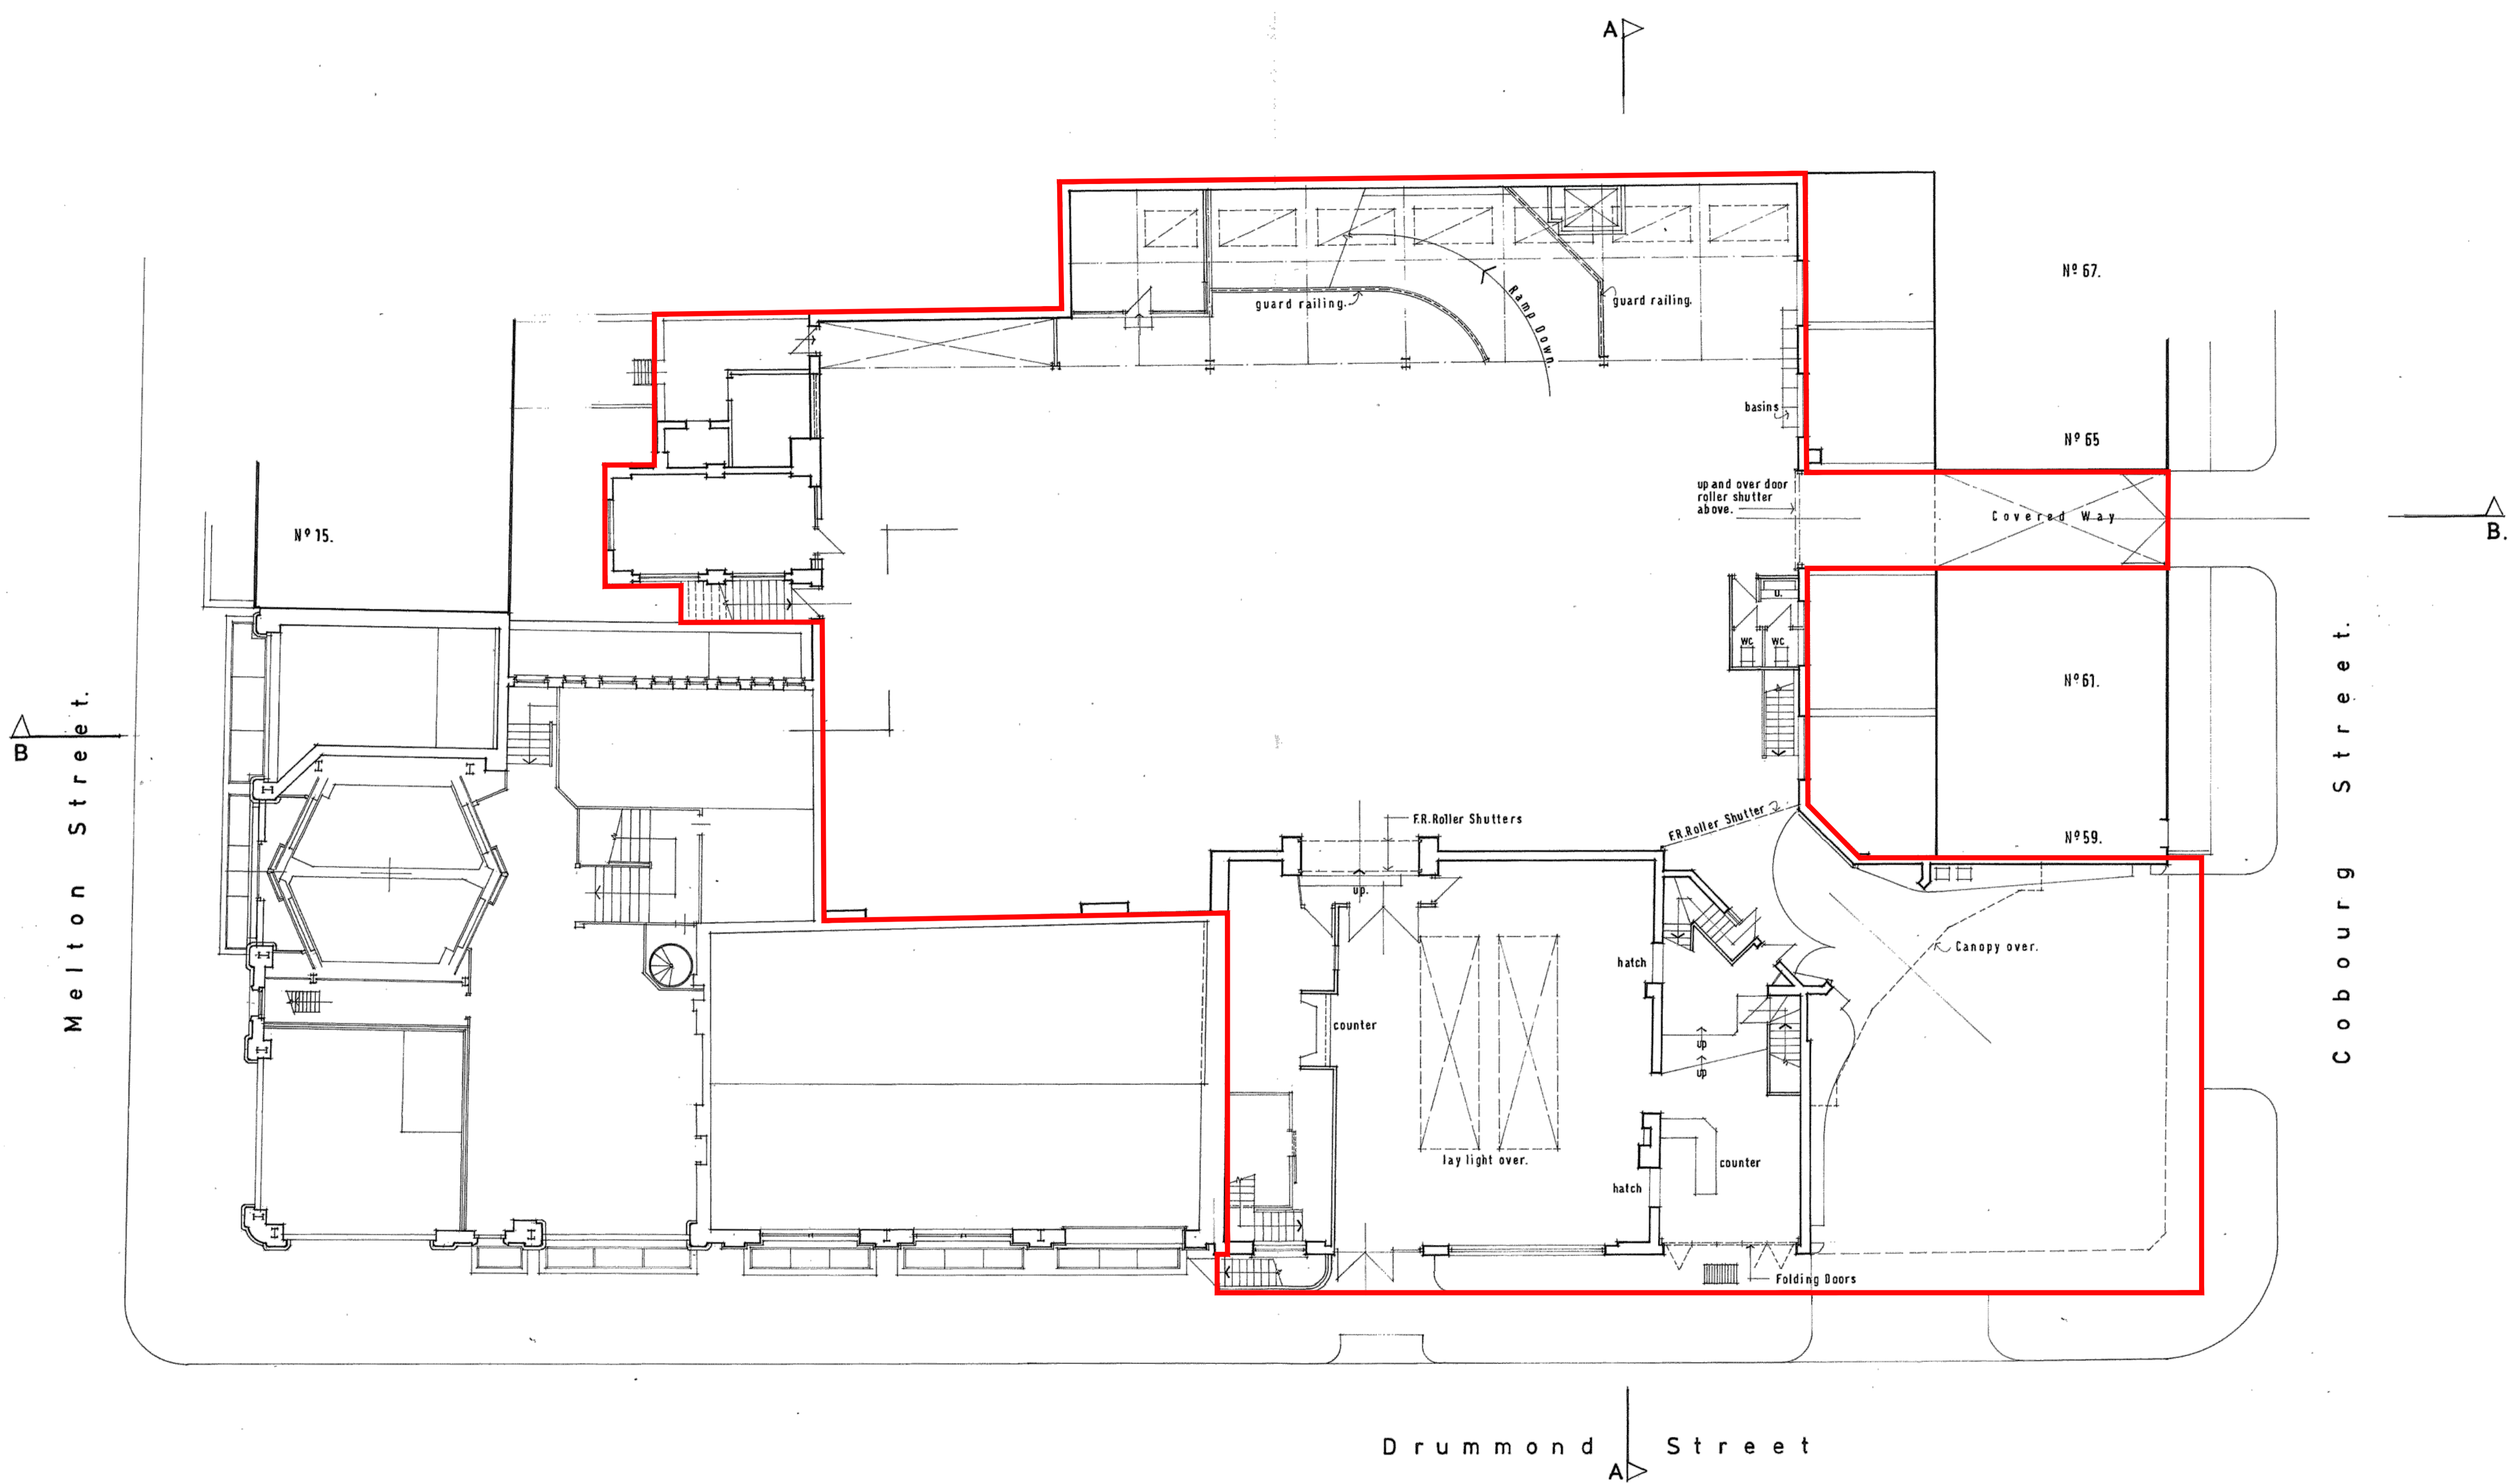 A
Nº 67.
guard railing.
Ramp Down.
guard railing.
basins
Nº 65
up and over door
roller shutter
above.
Covered Way
B.
Nº 15.
U.
WC
WC
Nº 61.
Melton Street.
B
Cobourg Street.
F.R. Roller Shutters
F.R. Roller Shutter
Nº 59.
up.
hatch
Canopy over.
counter
up
up
lay light over.
counter
hatch
Folding Doors
Drummond Street
A